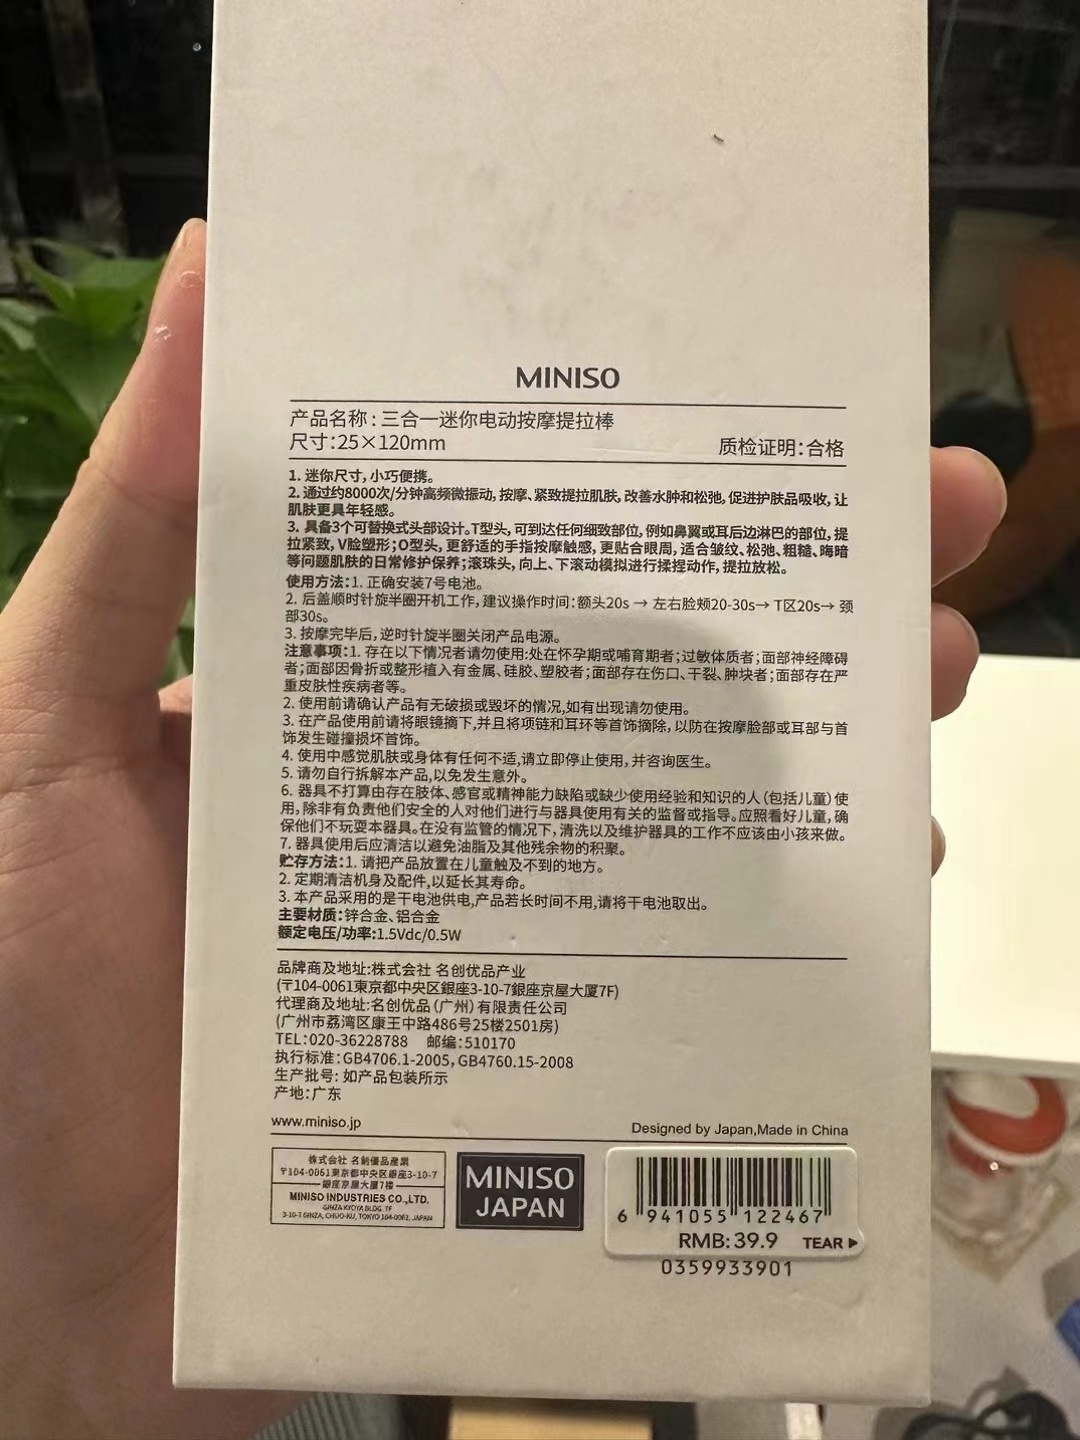 MINISO
产品名称：三合一迷你电动按摩提拉棒
尺寸：25×120mm 质检证明：合格
1. 迷你尺寸，小巧便携。
2. 通过约8000次/分钟高频微振动，按摩、紧致提拉肌肤，改善水肿和松弛，促进护肤品吸收，让
肌肤更具年轻感。
3. 具备3个可替换式头部设计。T型头，可到达任何细致部位，例如鼻翼或耳后边淋巴的部位，提
拉紧致，V脸塑形；O型头，更舒适的手指按摩触感，更贴合眼周，适合皱纹、松弛、粗糙、晦暗
等问题肌肤的日常修护保养；滚珠头，向上、下滚动模拟进行揉捏动作，提拉放松。
使用方法：1. 正确安装7号电池。
2. 后盖顺时针旋半圈开机工作，建议操作时间：额头20s → 左右脸颊20-30s→ T区20s→ 颈
部30s。
3. 按摩完毕后，逆时针旋半圈关闭产品电源。
注意事项：1. 存在以下情况者请勿使用：处在怀孕期或哺育期者；过敏体质者；面部神经障碍
者；面部因骨折或整形植入有金属、硅胶、塑胶者；面部存在伤口、干裂、肿块者；面部存在严
重皮肤性疾病者等。
2. 使用前请确认产品有无破损或毁坏的情况，如有出现请勿使用。
3. 在产品使用前请将眼镜摘下，并且将项链和耳环等首饰摘除，以防在按摩脸部或耳部与首
饰发生碰撞损坏首饰。
4. 使用中感觉肌肤或身体有任何不适，请立即停止使用，并咨询医生。
5. 请勿自行拆解本产品，以免发生意外。
6. 器具不打算由存在肢体、感官或精神能力缺陷或缺少使用经验和知识的人（包括儿童）使
用，除非有负责他们安全的人对他们进行与器具使用有关的监督或指导。应照看好儿童，确
保他们不玩耍本器具。在没有监管的情况下，清洗以及维护器具的工作不应该由小孩来做。
7. 器具使用后应清洁以避免油脂及其他残余物的积聚。
贮存方法：1. 请把产品放置在儿童触及不到的地方。
2. 定期清洁机身及配件，以延长其寿命。
3. 本产品采用的是干电池供电，产品若长时间不用，请将干电池取出。
主要材质：锌合金、铝合金
额定电压/功率:1.5Vdc/0.5W
品牌商及地址:株式会社 名创优品产业
(〒104-0061東京都中央区銀座3-10-7銀座京屋大厦7F)
代理商及地址：名创优品（广州）有限责任公司
(广州市荔湾区康王中路486号25楼2501房)
TEL：020-36228788 邮编：510170
执行标准：GB4706.1-2005，GB4760.15-2008
生产批号：如产品包装所示
产地：广东
www.miniso.jp Designed by Japan,Made in China
株式会社 名創優品産業
〒104-0061東京都中央区銀座3-10-7
銀座京屋大厦7樓
MINISO INDUSTRIES CO.,LTD.
GINZA KYOYA BLDG. 7F
3-10-7 GINZA, CHUO-KU, TOKYO 104-0061, JAPAN
MINISO
JAPAN
6 941055 122467
RMB: 39.9 TEAR
0359933901